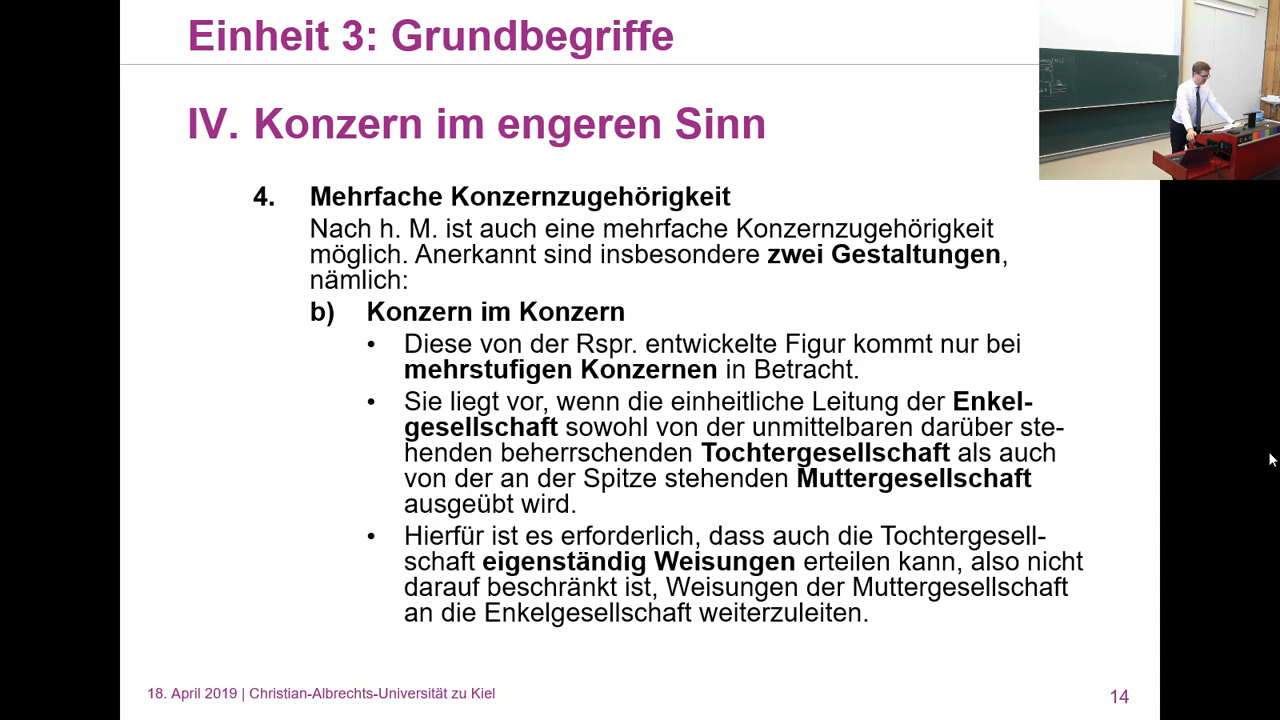 Einheit 3: Grundbegriffe
IV. Konzern im engeren Sinn
4. Mehrfache Konzernzugehörigkeit
Nach h. M. ist auch eine mehrfache Konzernzugehörigkeit
möglich. Anerkannt sind insbesondere zwei Gestaltungen,
nämlich:
b) Konzern im Konzern
• Diese von der Rspr. entwickelte Figur kommt nur bei
mehrstufigen Konzernen in Betracht.
• Sie liegt vor, wenn die einheitliche Leitung der Enkel-
gesellschaft sowohl von der unmittelbaren darüber ste-
henden beherrschenden Tochtergesellschaft als auch
von der an der Spitze stehenden Muttergesellschaft
ausgeübt wird.
• Hierfür ist es erforderlich, dass auch die Tochtergesell-
schaft eigenständig Weisungen erteilen kann, also nicht
darauf beschränkt ist, Weisungen der Muttergesellschaft
an die Enkelgesellschaft weiterzuleiten.
18. April 2019 | Christian-Albrechts-Universität zu Kiel
14